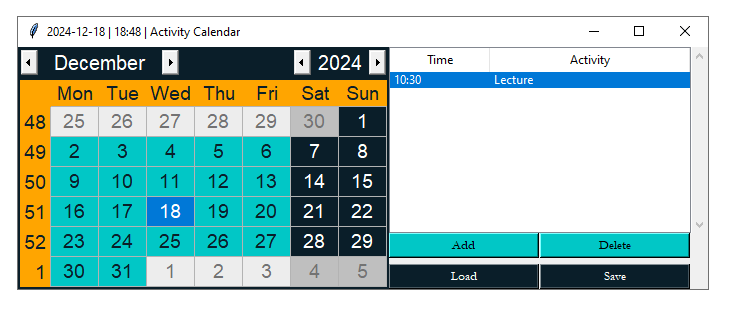 2024-12-18 | 18:48 | Activity Calendar
December 2024
Mon Tue Wed Thu Fri Sat Sun
48 25 26 27 28 29 30 1
49 2 3 4 5 6 7 8
50 9 10 11 12 13 14 15
51 16 17 18 19 20 21 22
52 23 24 25 26 27 28 29
1 30 31 1 2 3 4 5
Time Activity
10:30 Lecture
Add Delete
Load Save